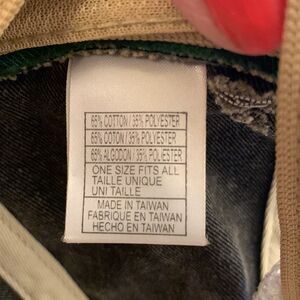 65% COTTON / 35% POLYESTER
65% COTON / 35% POLYESTER
65% ALGODON / 35% POLIESTER
ONE SIZE FITS ALL
TAILLE UNIQUE
UNI TAILLE
MADE IN TAIWAN
FABRIQUE EN TAIWAN
HECHO EN TAIWAN